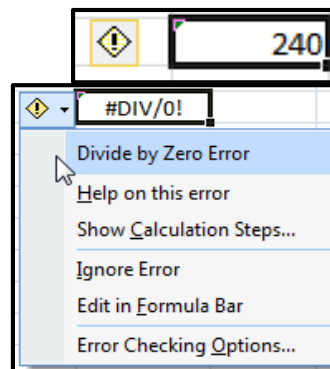 240
#DIV/0!
Divide by Zero Error
Help on this error
Show Calculation Steps...
Ignore Error
Edit in Formula Bar
Error Checking Options...